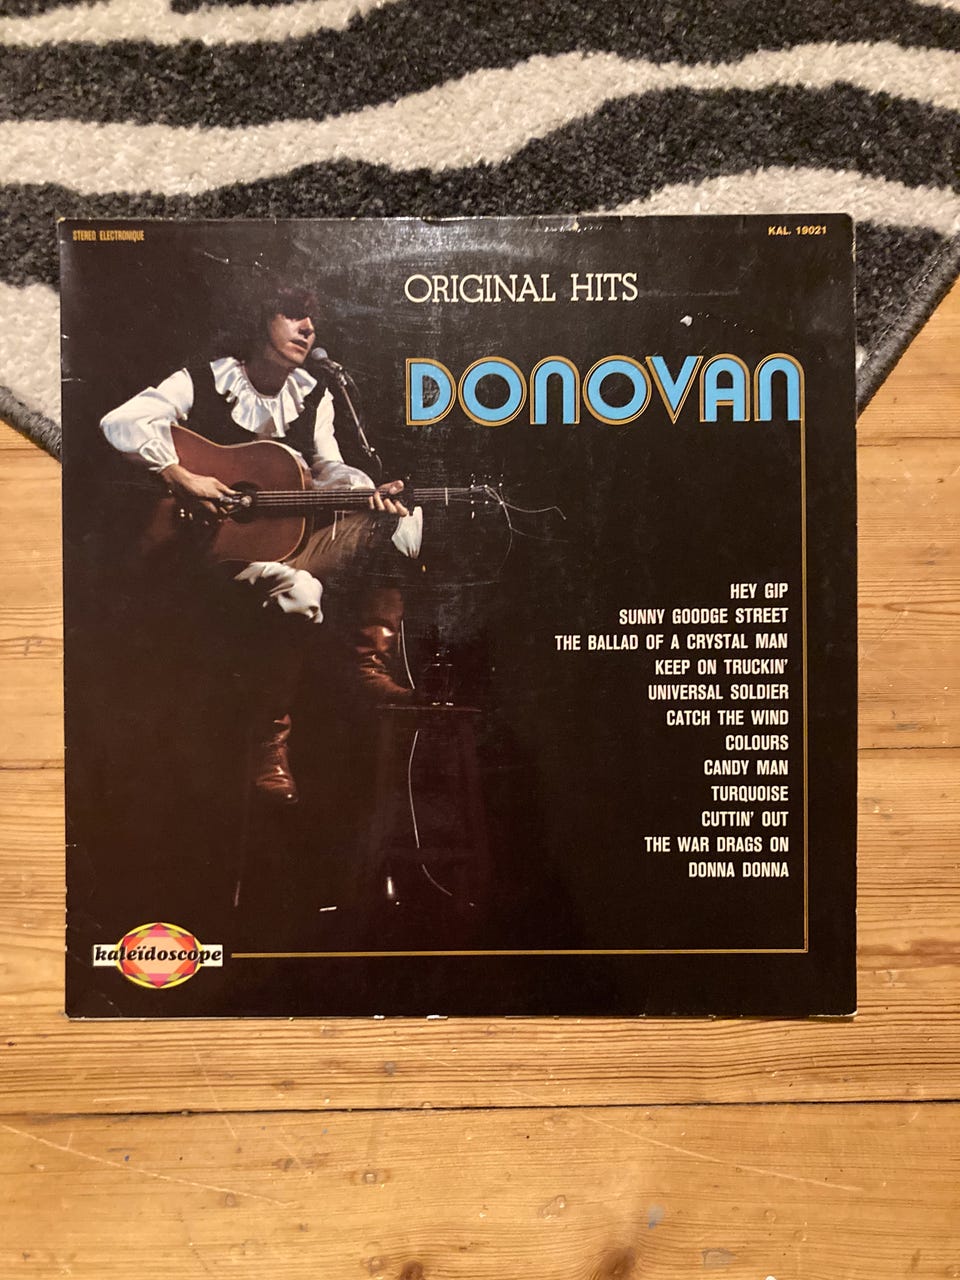 STEREO ELECTRONIQUE
KAL. 19021
ORIGINAL HITS
DONOVAN
HEY GIP
SUNNY GOODGE STREET
THE BALLAD OF A CRYSTAL MAN
KEEP ON TRUCKIN'
UNIVERSAL SOLDIER
CATCH THE WIND
COLOURS
CANDY MAN
TURQUOISE
CUTTIN' OUT
THE WAR DRAGS ON
DONNA DONNA
kaleïdoscope